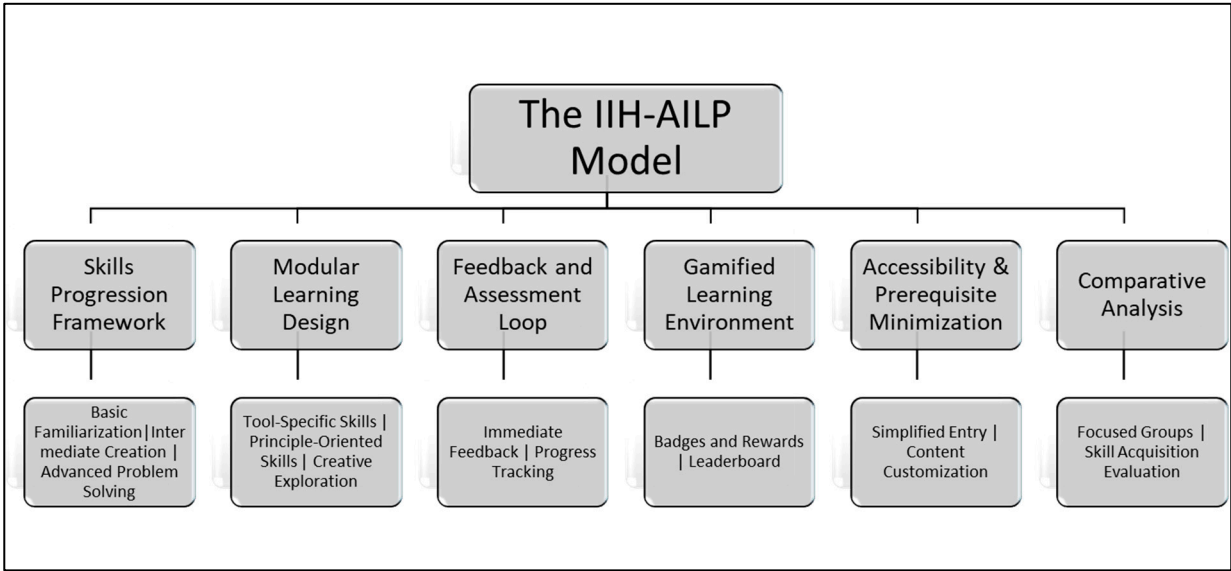 The IIH-AILP
Model
Skills
Progression
Framework
Modular
Learning
Design
Feedback and
Assessment
Loop
Gamified
Learning
Environment
Accessibility &
Prerequisite
Minimization
Comparative
Analysis
Basic
Familiarization|Inter
mediate Creation |
Advanced Problem
Solving
Tool-Specific Skills |
Principle-Oriented
Skills | Creative
Exploration
Immediate
Feedback | Progress
Tracking
Badges and Rewards
| Leaderboard
Simplified Entry |
Content
Customization
Focused Groups |
Skill Acquisition
Evaluation